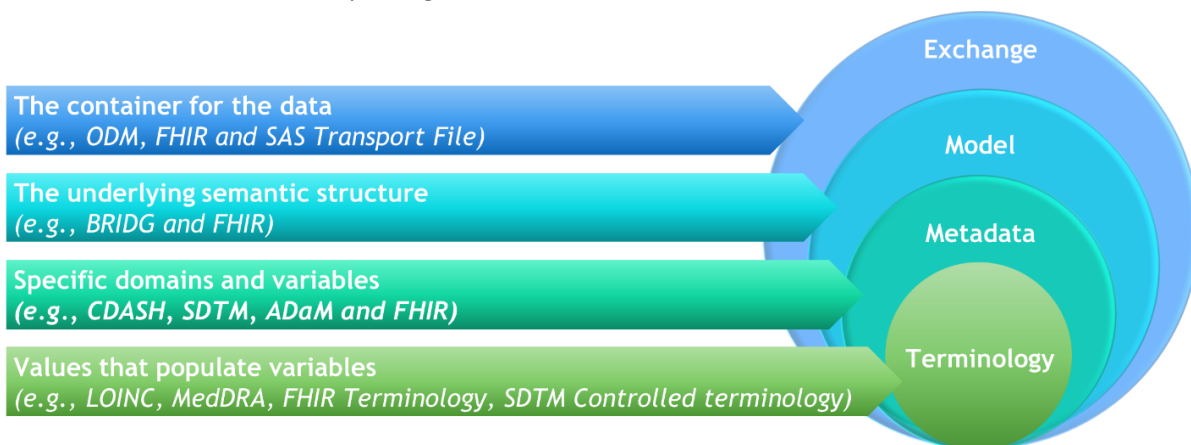 Exchange
The container for the data
(e.g., ODM, FHIR and SAS Transport File)
Model
The underlying semantic structure
(e.g., BRIDG and FHIR)
Metadata
Specific domains and variables
(e.g., CDASH, SDTM, ADaM and FHIR)
Terminology
Values that populate variables
(e.g., LOINC, MedDRA, FHIR Terminology, SDTM Controlled terminology)